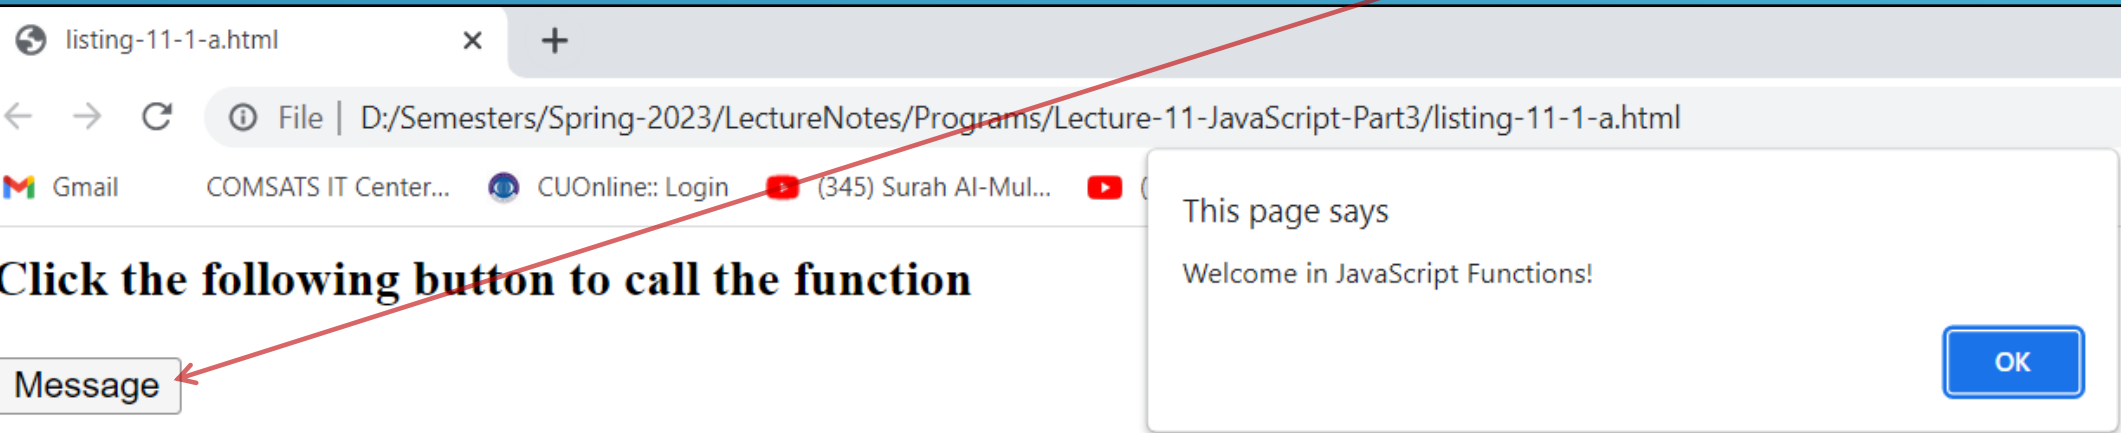 listing-11-1-a.html
File | D:/Semesters/Spring-2023/LectureNotes/Programs/Lecture-11-JavaScript-Part3/listing-11-1-a.html
Gmail COMSATS IT Center... CUOnline:: Login (345) Surah Al-Mul... (
This page says
Welcome in JavaScript Functions!
OK
Click the following button to call the function
Message